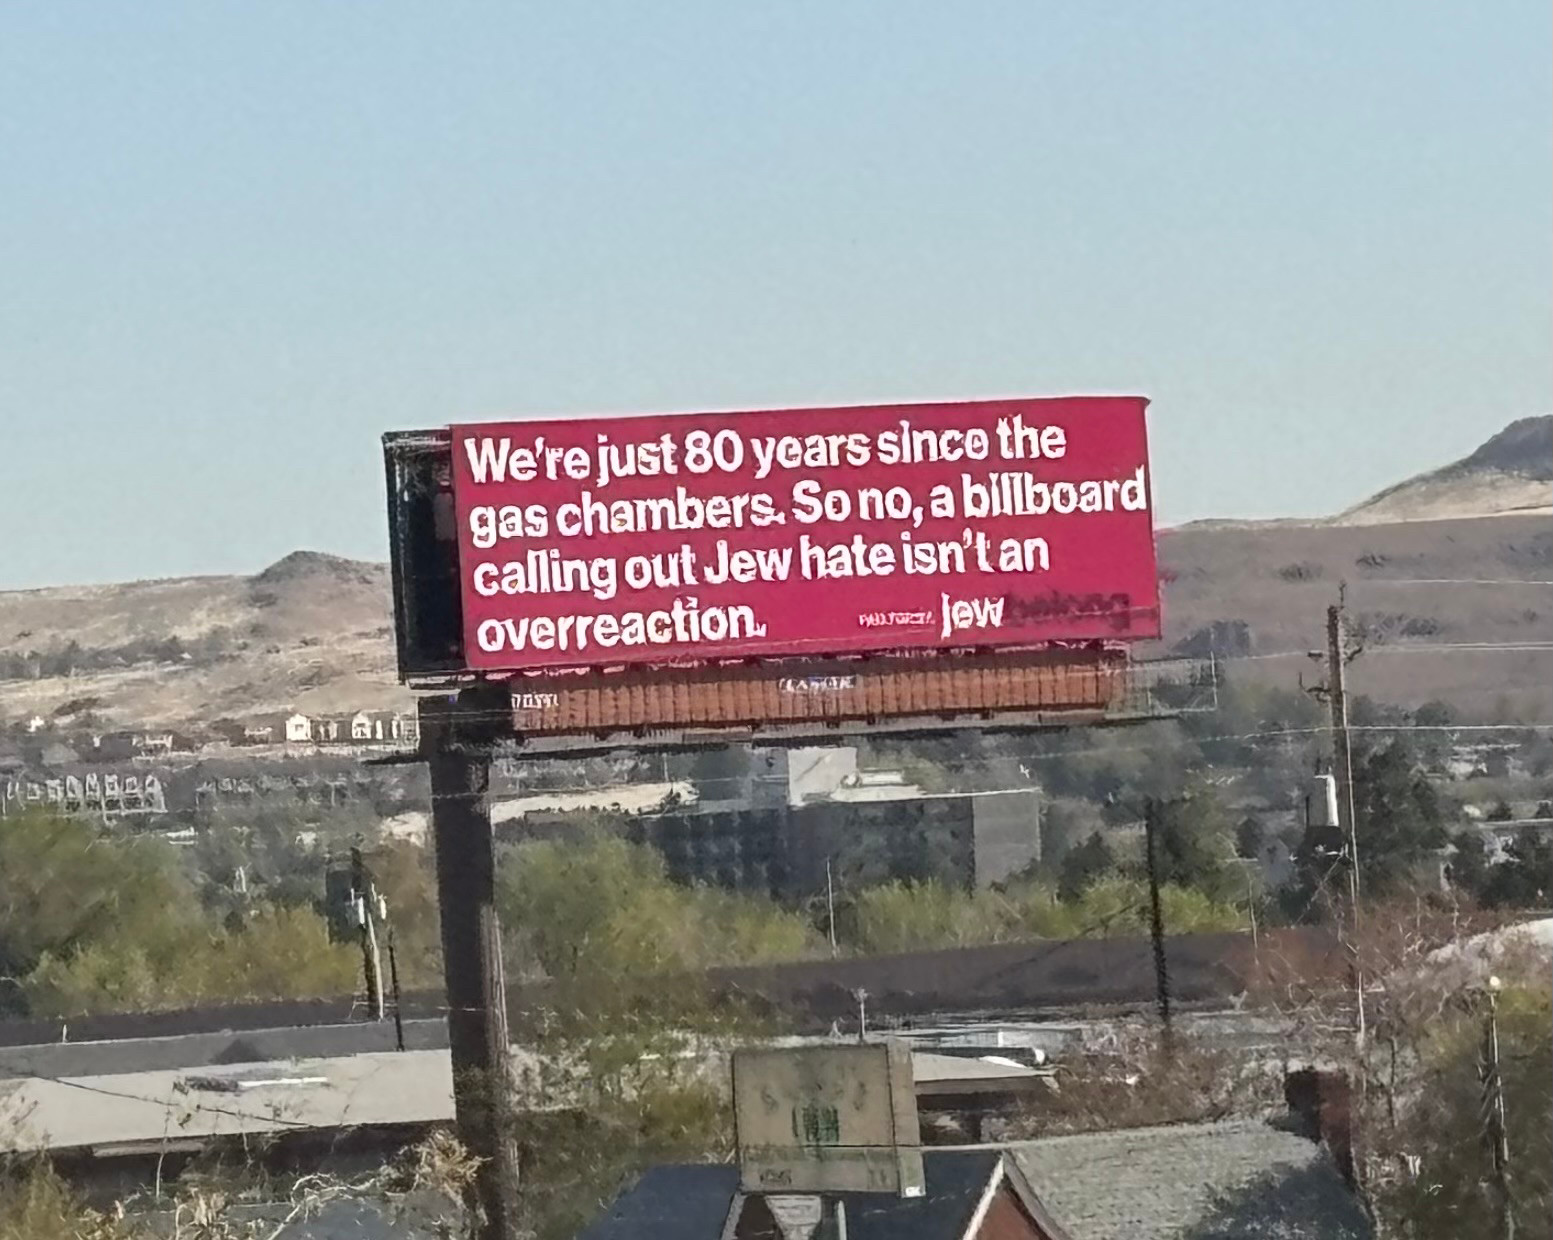 We're just 80 years since the
gas chambers. So no, a billboard
calling out Jew hate isn't an
overreaction.
jewbelong